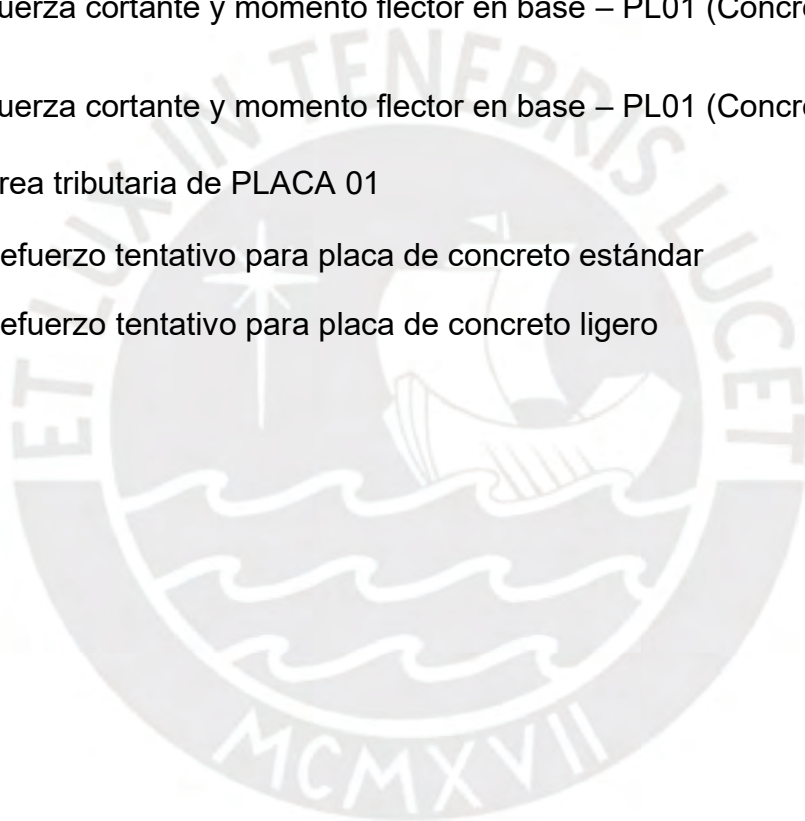 uerza cortante y momento flector en base – PL01 (Concre
uerza cortante y momento flector en base – PL01 (Concre
rea tributaria de PLACA 01
efuerzo tentativo para placa de concreto estándar
efuerzo tentativo para placa de concreto ligero
ET LUX IN TENEBRIS LUCET
MCMXVII